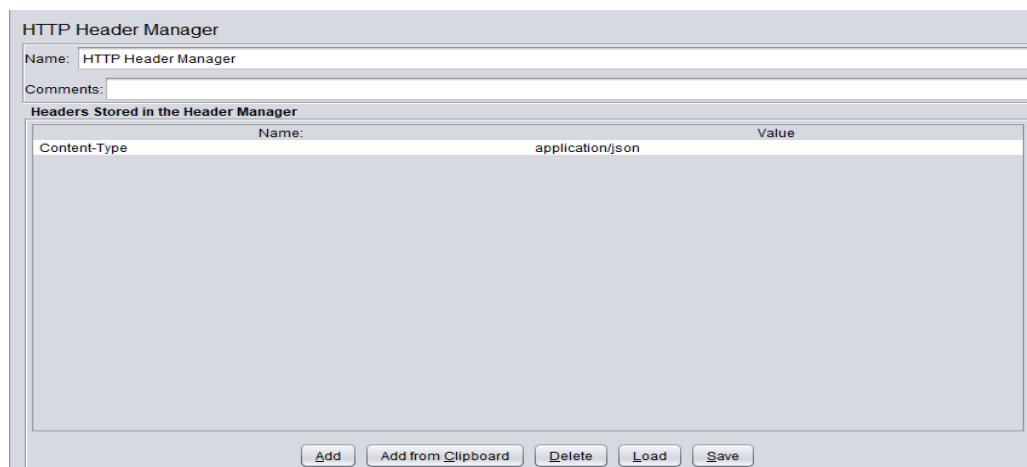 HTTP Header Manager
Name: HTTP Header Manager
Comments:
Headers Stored in the Header Manager
Name: Value
Content-Type application/json
Add Add from Clipboard Delete Load Save